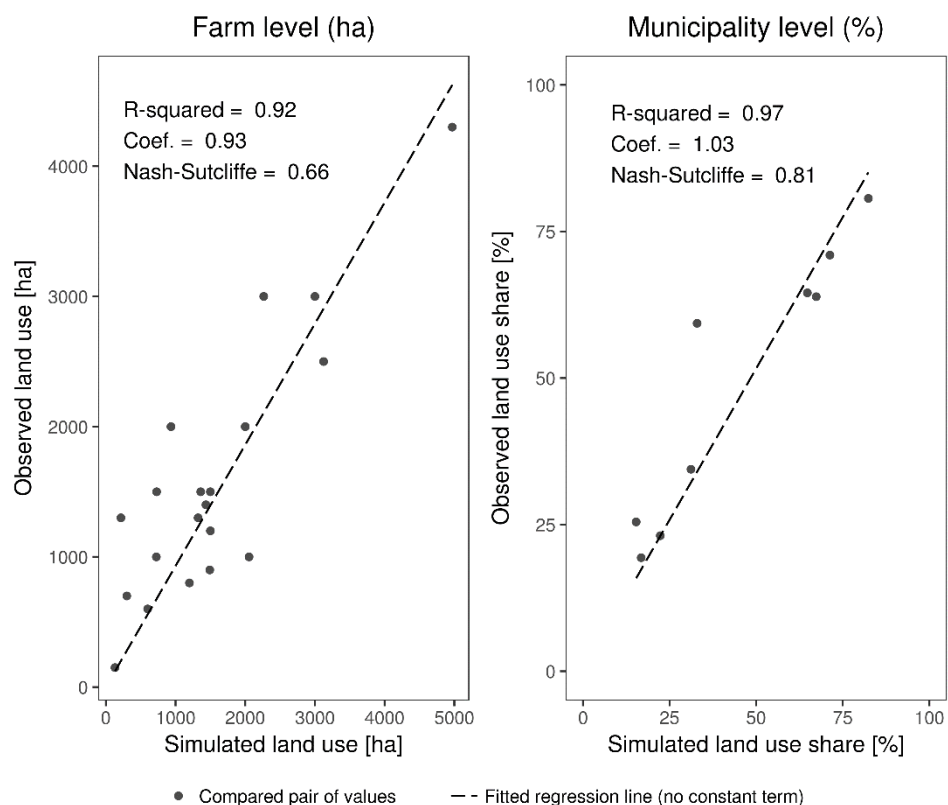 Farm level (ha)
R-squared = 0.92
Coef. = 0.93
Nash-Sutcliffe = 0.66
Observed land use [ha]
4000
3000
2000
1000
0
0 1000 2000 3000 4000 5000
Simulated land use [ha]
Municipality level (%)
R-squared = 0.97
Coef. = 1.03
Nash-Sutcliffe = 0.81
Observed land use share [%]
100
75
50
25
0
0 25 50 75 100
Simulated land use share [%]
Compared pair of values
Fitted regression line (no constant term)